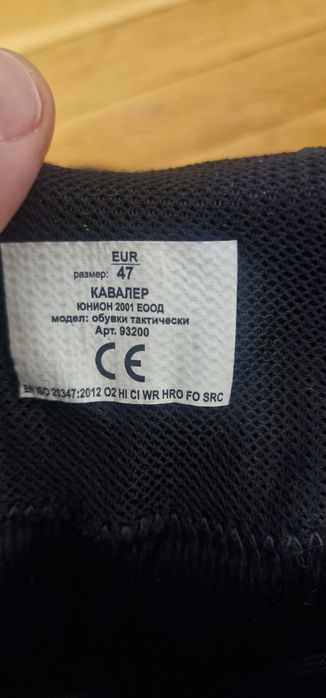 EUR
размер: 47
КАВАЛЕР
ЮНИОН 2001 ЕООД
модел: обувки тактически
Арт. 93200
CE
EN ISO 20347:2012 O2 HI CI WR HRO FO SRC